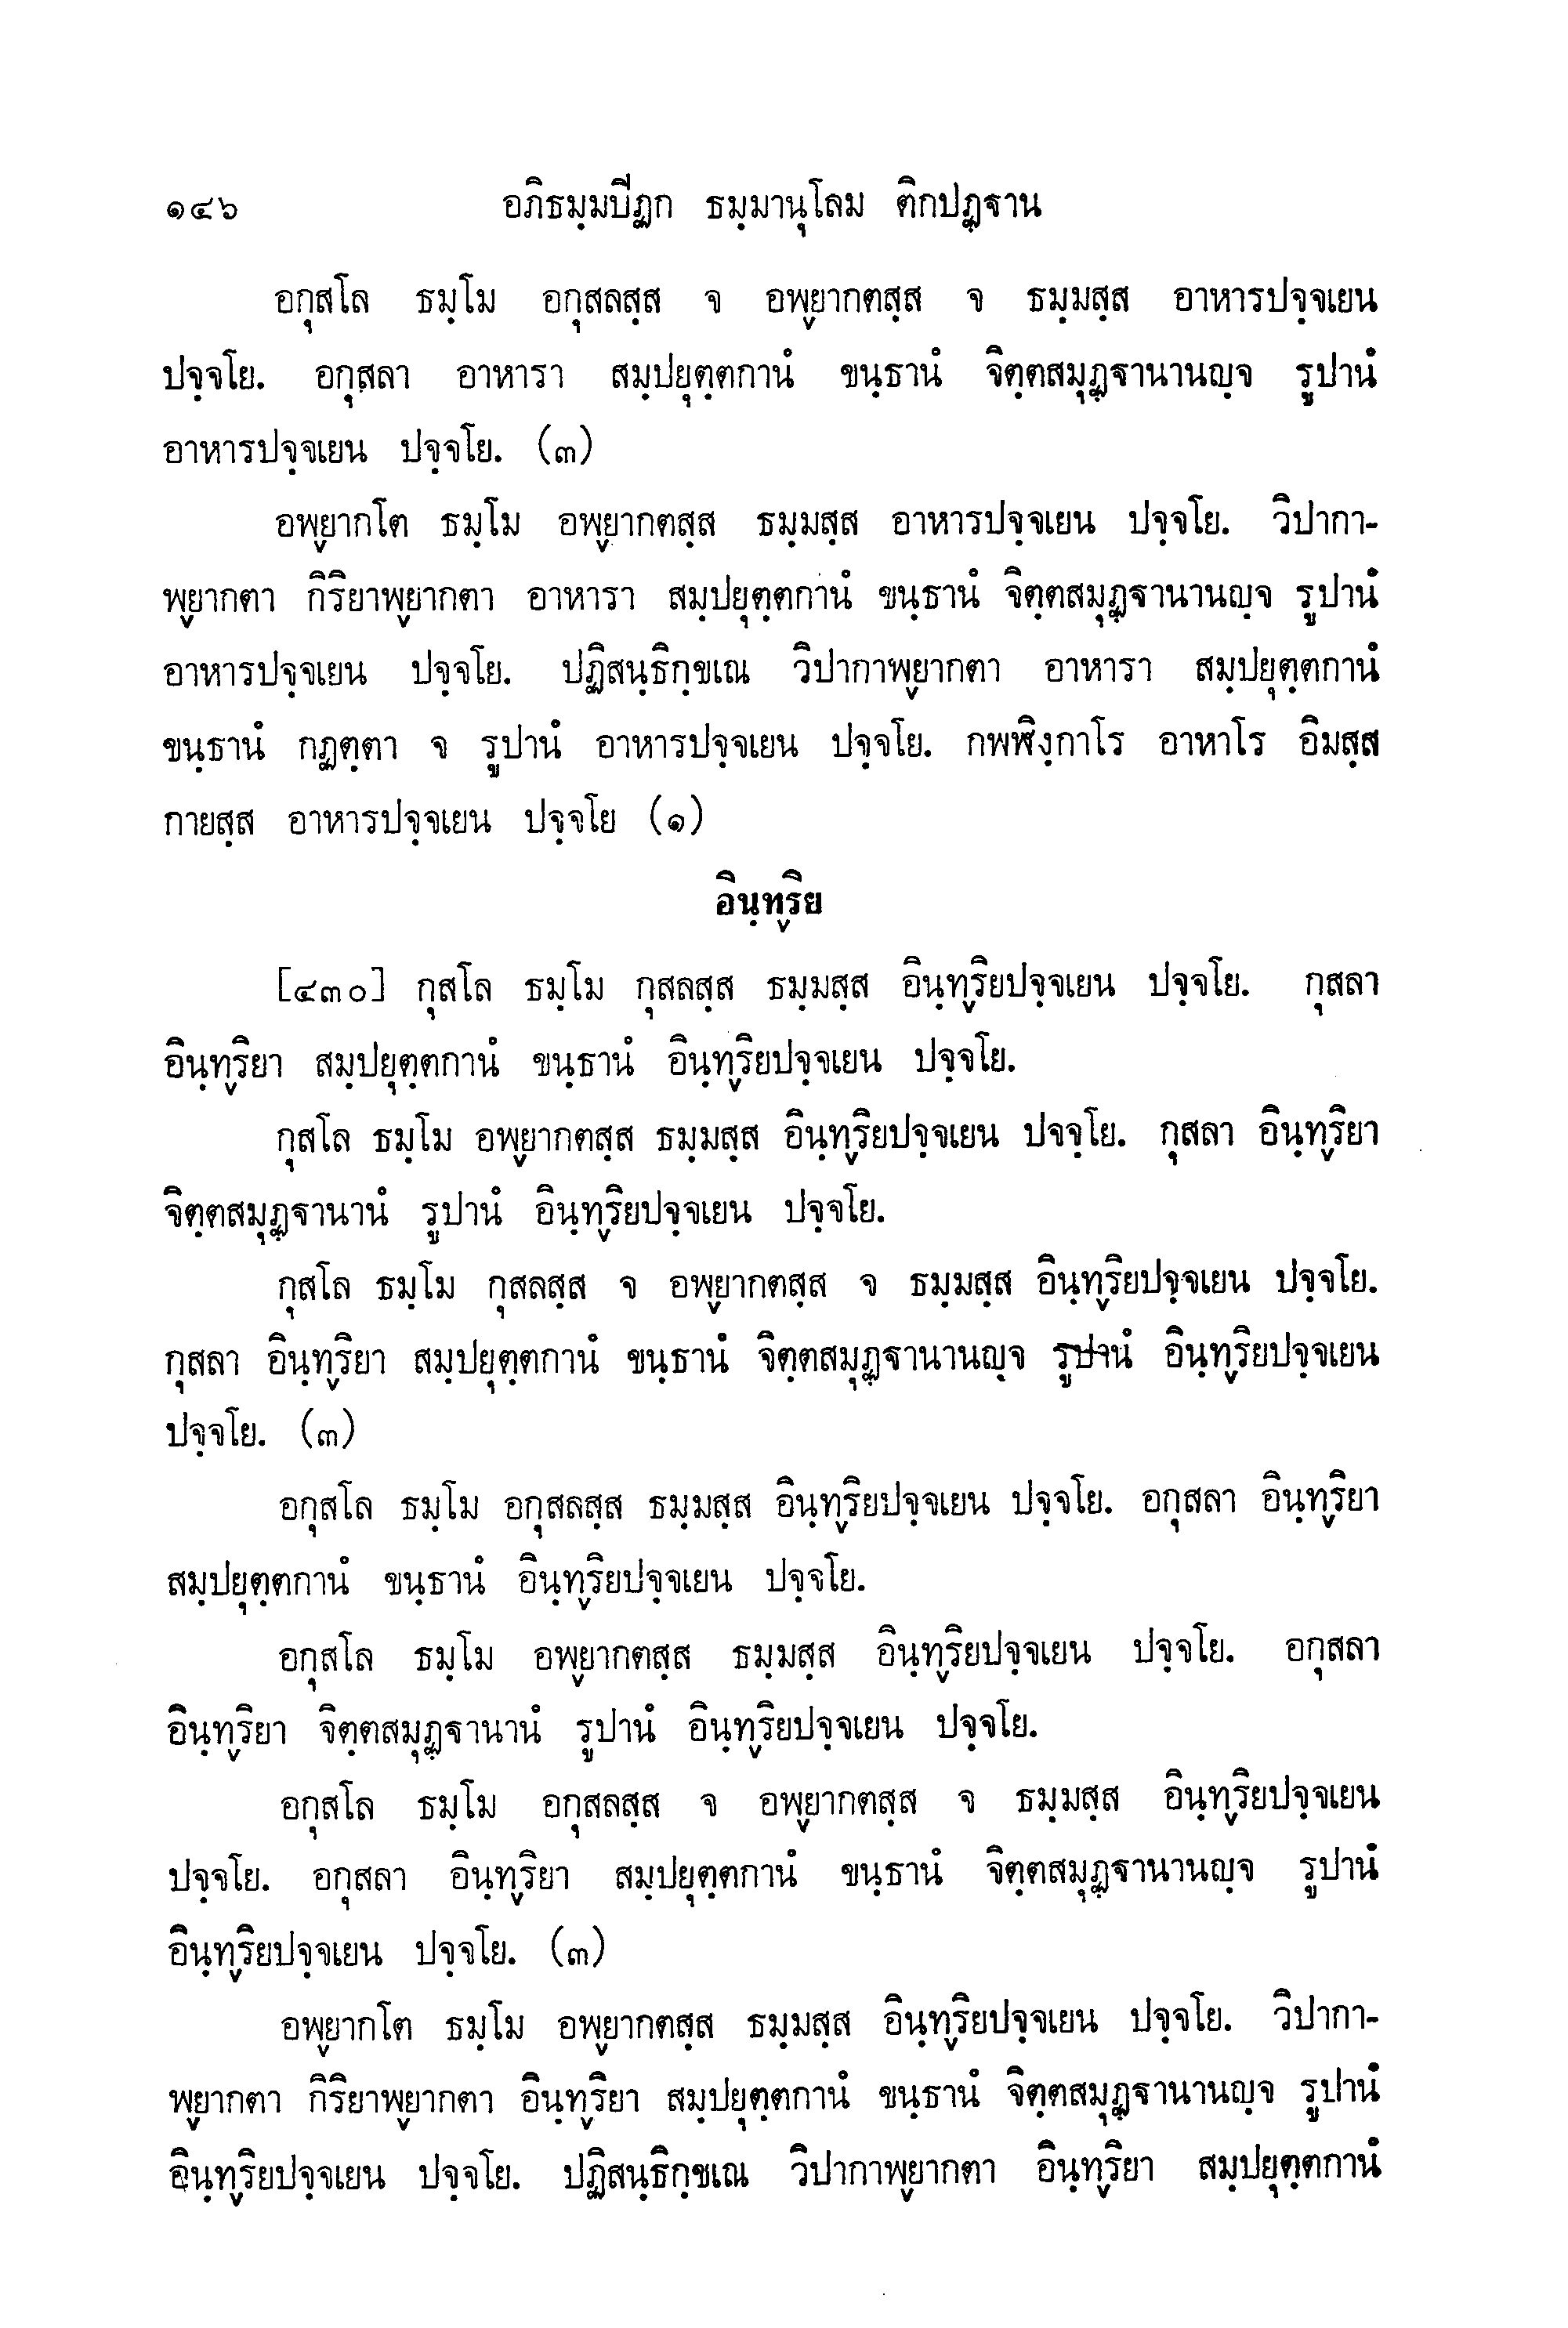 ๑๔๖ อภิธมฺมปิฏก ธมฺมานุโลม ติกปฏฺฐาน
อกุสโล ธมฺโม อกุสลสฺส จ อพฺยากตสฺส จ ธมฺมสฺส อาหารปจฺจเยน
ปจฺจโย. อกุสลา อาหารา สมฺปยุตฺตกานํ ขนฺธานํ จิตฺตสมุฏฺฐานานญฺจ รูปานํ
อาหารปจฺจเยน ปจฺจโย. (๓)
อพฺยากโต ธมฺโม อพฺยากตสฺส ธมฺมสฺส อาหารปจฺจเยน ปจฺจโย. วิปากา-
พฺยากตา กิริยาพฺยากตา อาหารา สมฺปยุตฺตกานํ ขนฺธานํ จิตฺตสมุฏฺฐานานญฺจ รูปานํ
อาหารปจฺจเยน ปจฺจโย. ปฏิสนฺธิกฺขเณ วิปากาพฺยากตา อาหารา สมฺปยุตฺตกานํ
ขนฺธานํ กฏตฺตา จ รูปานํ อาหารปจฺจเยน ปจฺจโย. กพฬิงฺกาโร อาหาโร อิมสฺส
กายสฺส อาหารปจฺจเยน ปจฺจโย (๑)
อินฺทฺริย
[๔๓๐] กุสโล ธมฺโม กุสลสฺส ธมฺมสฺส อินฺทฺริยปจฺจเยน ปจฺจโย. กุสลา
อินฺทฺริยา สมฺปยุตฺตกานํ ขนฺธานํ อินฺทฺริยปจฺจเยน ปจฺจโย.
กุสโล ธมฺโม อพฺยากตสฺส ธมฺมสฺส อินฺทฺริยปจฺจเยน ปจฺจโย. กุสลา อินฺทฺริยา
จิตฺตสมุฏฺฐานานํ รูปานํ อินฺทฺริยปจฺจเยน ปจฺจโย.
กุสโล ธมฺโม กุสลสฺส จ อพฺยากตสฺส จ ธมฺมสฺส อินฺทฺริยปจฺจเยน ปจฺจโย.
กุสลา อินฺทฺริยา สมฺปยุตฺตกานํ ขนฺธานํ จิตฺตสมุฏฺฐานานญฺจ รูปานํ อินฺทฺริยปจฺจเยน
ปจฺจโย. (๓)
อกุสโล ธมฺโม อกุสลสฺส ธมฺมสฺส อินฺทฺริยปจฺจเยน ปจฺจโย. อกุสลา อินฺทฺริยา
สมฺปยุตฺตกานํ ขนฺธานํ อินฺทฺริยปจฺจเยน ปจฺจโย.
อกุสโล ธมฺโม อพฺยากตสฺส ธมฺมสฺส อินฺทฺริยปจฺจเยน ปจฺจโย. อกุสลา
อินฺทฺริยา จิตฺตสมุฏฺฐานานํ รูปานํ อินฺทฺริยปจฺจเยน ปจฺจโย.
อกุสโล ธมฺโม อกุสลสฺส จ อพฺยากตสฺส จ ธมฺมสฺส อินฺทฺริยปจฺจเยน
ปจฺจโย. อกุสลา อินฺทฺริยา สมฺปยุตฺตกานํ ขนฺธานํ จิตฺตสมุฏฺฐานานญฺจ รูปานํ
อินฺทฺริยปจฺจเยน ปจฺจโย. (๓)
อพฺยากโต ธมฺโม อพฺยากตสฺส ธมฺมสฺส อินฺทฺริยปจฺจเยน ปจฺจโย. วิปากา-
พฺยากตา กิริยาพฺยากตา อินฺทฺริยา สมฺปยุตฺตกานํ ขนฺธานํ จิตฺตสมุฏฺฐานานญฺจ รูปานํ
อินฺทฺริยปจฺจเยน ปจฺจโย. ปฏิสนฺธิกฺขเณ วิปากาพฺยากตา อินฺทฺริยา สมฺปยุตฺตกานํ